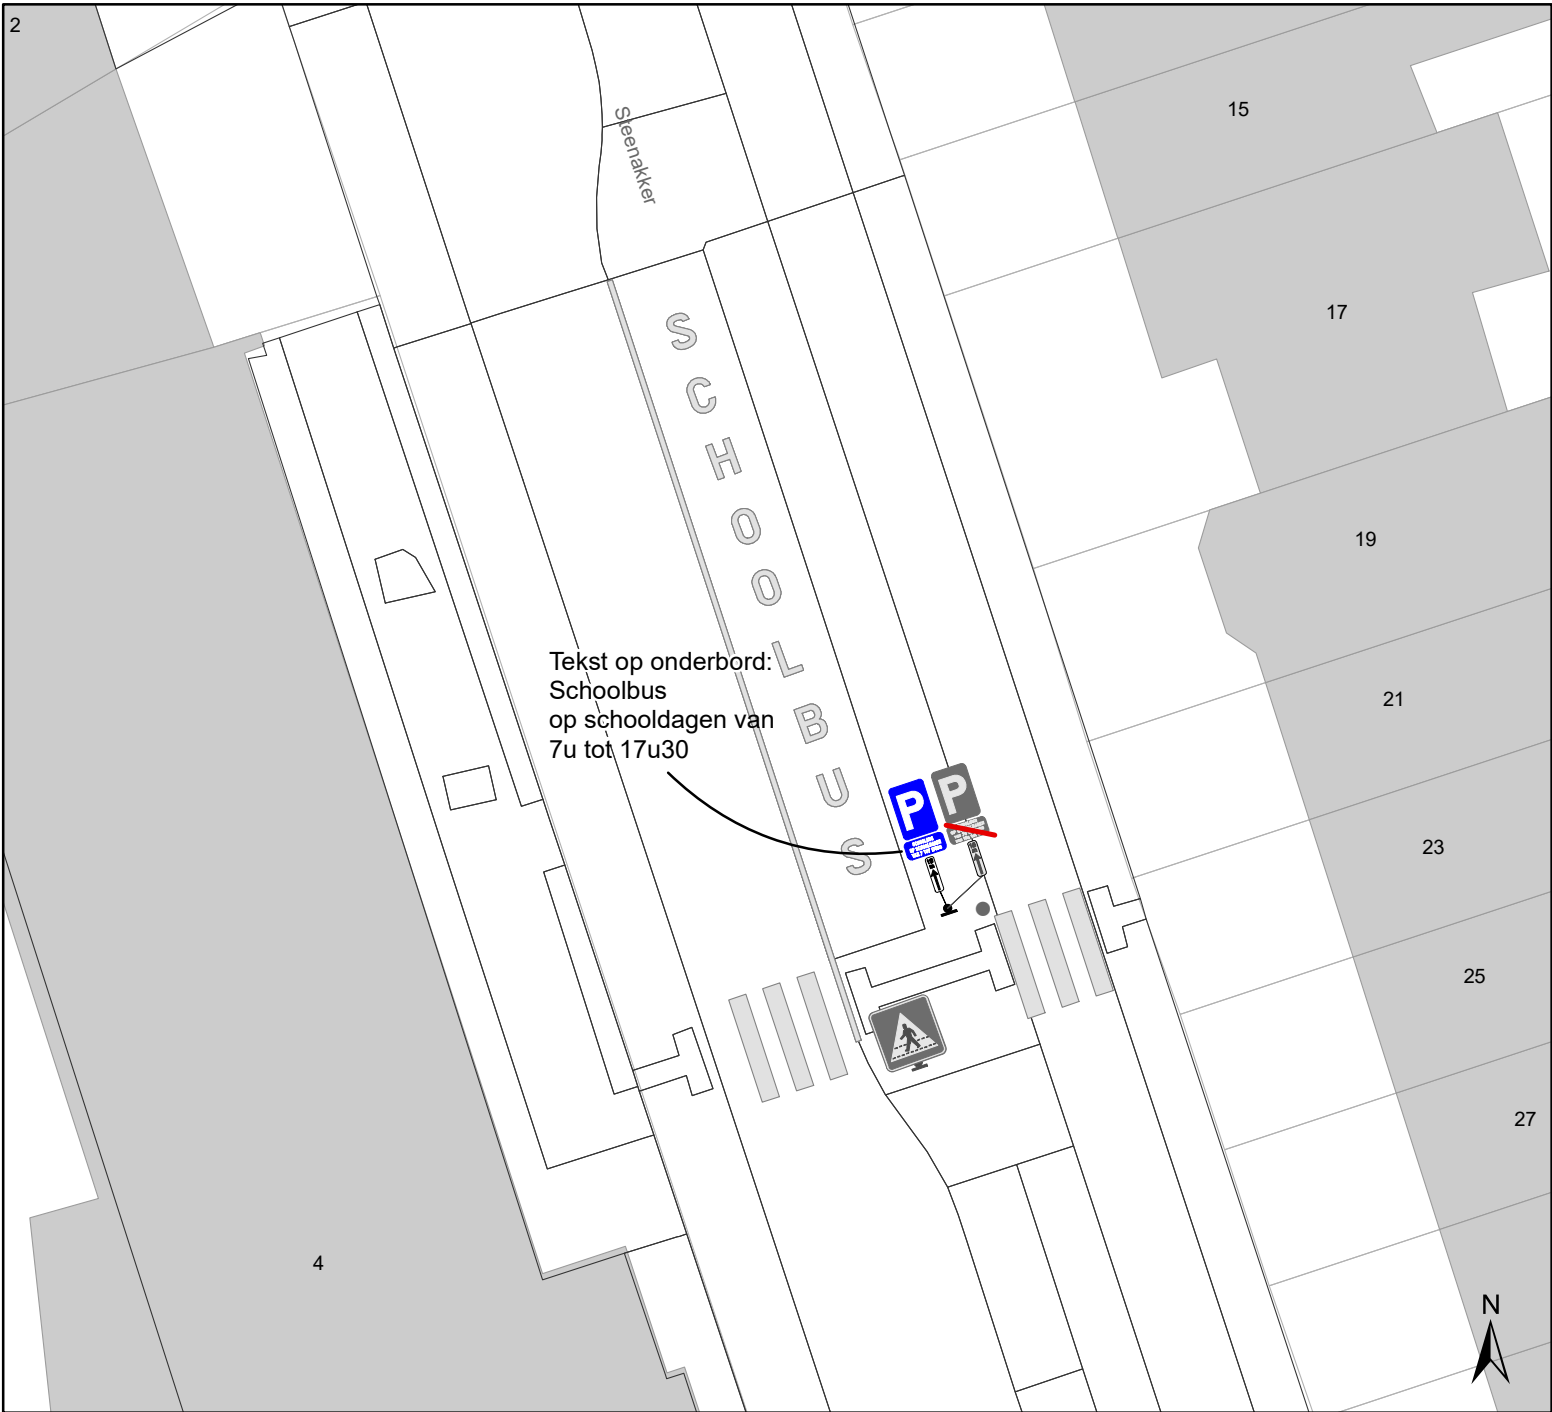 2
15
Steenakker
17
SCHOOLBUS
19
Tekst op onderbord:
Schoolbus
op schooldagen van
7u tot 17u30
21
P
P
23
25
27
4
N